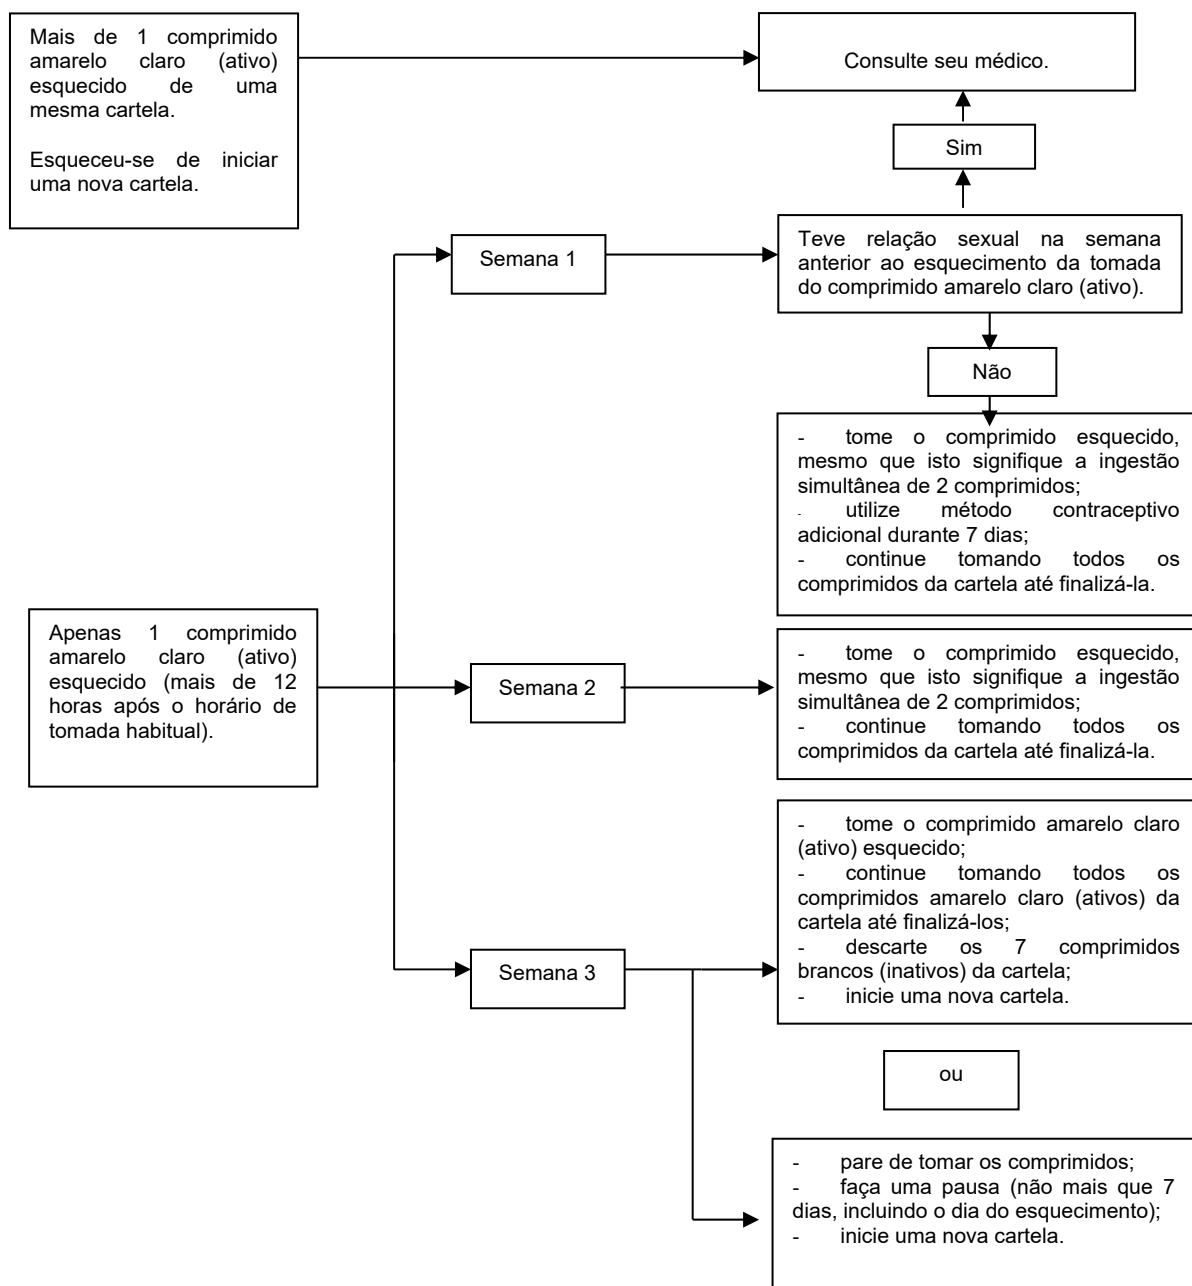 Mais de 1 comprimido
amarelo claro (ativo)
esquecido de uma
mesma cartela.
Esqueceu-se de iniciar
uma nova cartela.
Consulte seu médico.
Sim
Semana 1
Teve relação sexual na semana
anterior ao esquecimento da tomada
do comprimido amarelo claro (ativo).
Não
- tome o comprimido esquecido,
mesmo que isto signifique a ingestão
simultânea de 2 comprimidos;
- utilize método contraceptivo
adicional durante 7 dias;
- continue tomando todos os
comprimidos da cartela até finalizá-la.
Apenas 1 comprimido
amarelo claro (ativo)
esquecido (mais de 12
horas após o horário de
tomada habitual).
Semana 2
- tome o comprimido esquecido,
mesmo que isto signifique a ingestão
simultânea de 2 comprimidos;
- continue tomando todos os
comprimidos da cartela até finalizá-la.
Semana 3
- tome o comprimido amarelo claro
(ativo) esquecido;
- continue tomando todos os
comprimidos amarelo claro (ativos) da
cartela até finalizá-los;
- descarte os 7 comprimidos
brancos (inativos) da cartela;
- inicie uma nova cartela.
ou
- pare de tomar os comprimidos;
- faça uma pausa (não mais que 7
dias, incluindo o dia do esquecimento);
- inicie uma nova cartela.